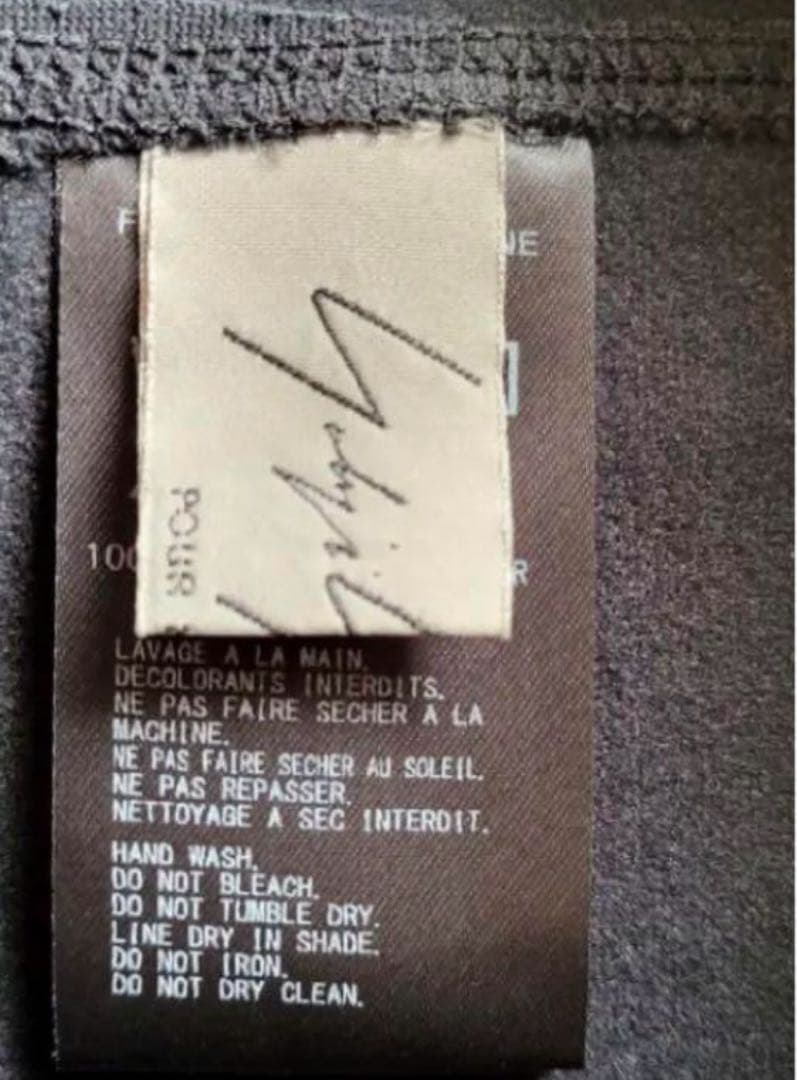 POUR
100
R
LAVAGE A LA MAIN.
DECOLORANTS INTERDITS.
NE PAS FAIRE SECHER A LA
MACHINE.
NE PAS FAIRE SECHER AU SOLEIL.
NE PAS REPASSER.
NETTOYAGE A SEC INTERDIT.
HAND WASH.
DO NOT BLEACH.
DO NOT TUMBLE DRY.
LINE DRY IN SHADE.
DO NOT IRON.
DO NOT DRY CLEAN.